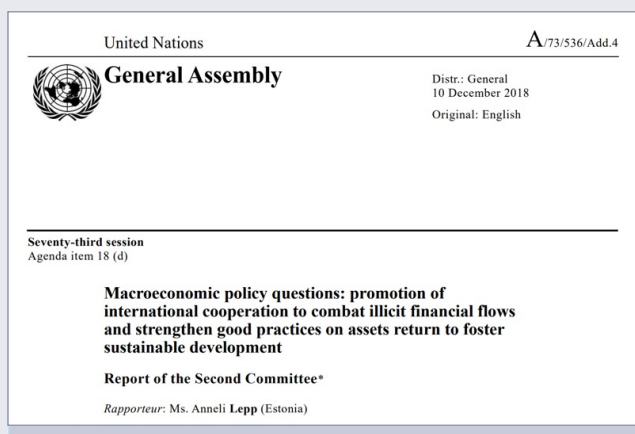 United Nations
A/73/536/Add.4
General Assembly
Distr.: General
10 December 2018
Original: English
Seventy-third session
Agenda item 18 (d)
Macroeconomic policy questions: promotion of
international cooperation to combat illicit financial flows
and strengthen good practices on assets return to foster
sustainable development
Report of the Second Committee*
Rapporteur: Ms. Anneli Lepp (Estonia)